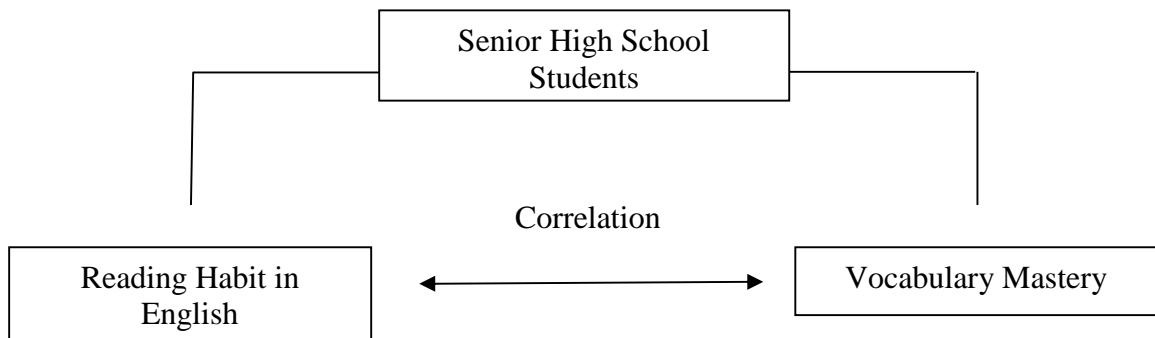 Senior High School
Students
Correlation
Reading Habit in
English
Vocabulary Mastery